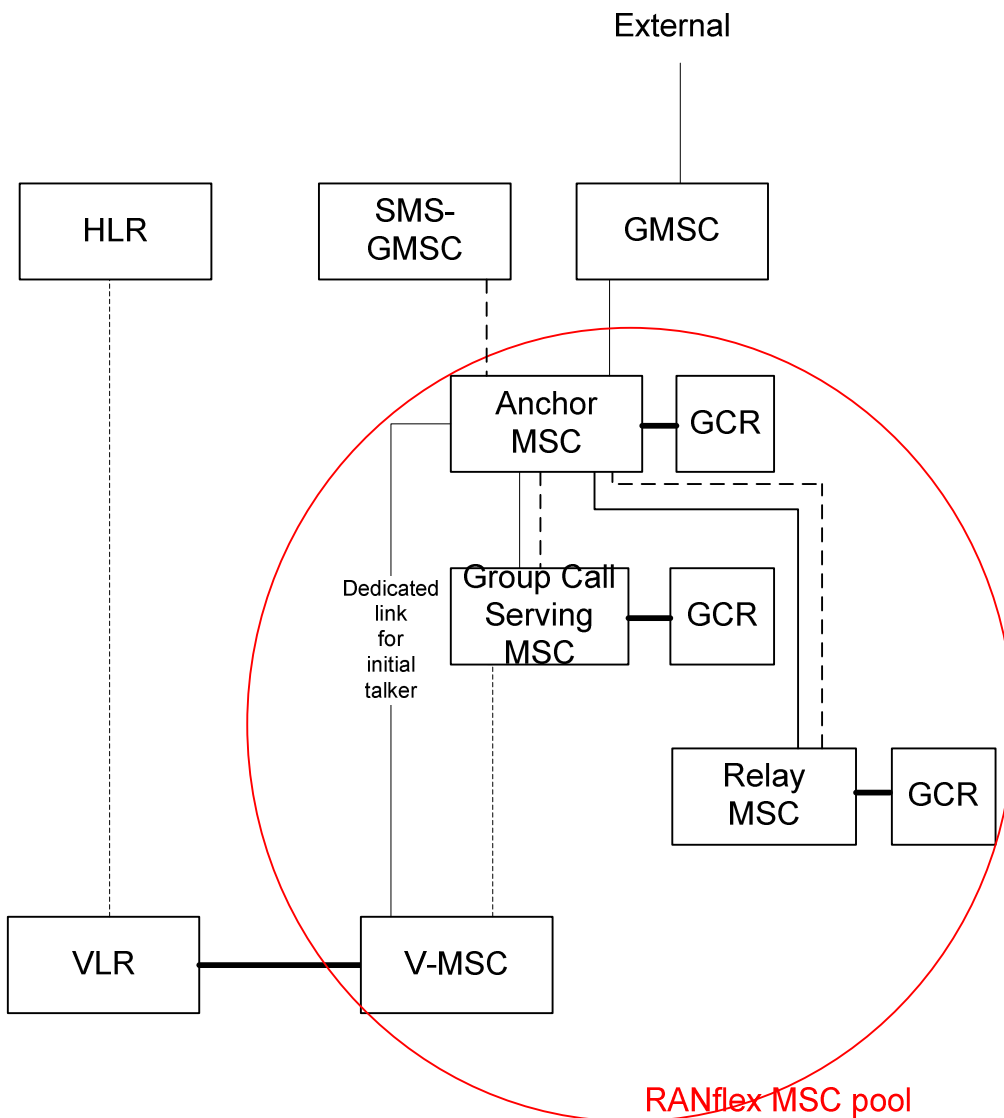 External
HLR
SMS-
GMSC
GMSC
Anchor
MSC
GCR
Dedicated
link
for
initial
talker
Group Call
Serving
MSC
GCR
Relay
MSC
GCR
VLR
V-MSC
RANflex MSC pool